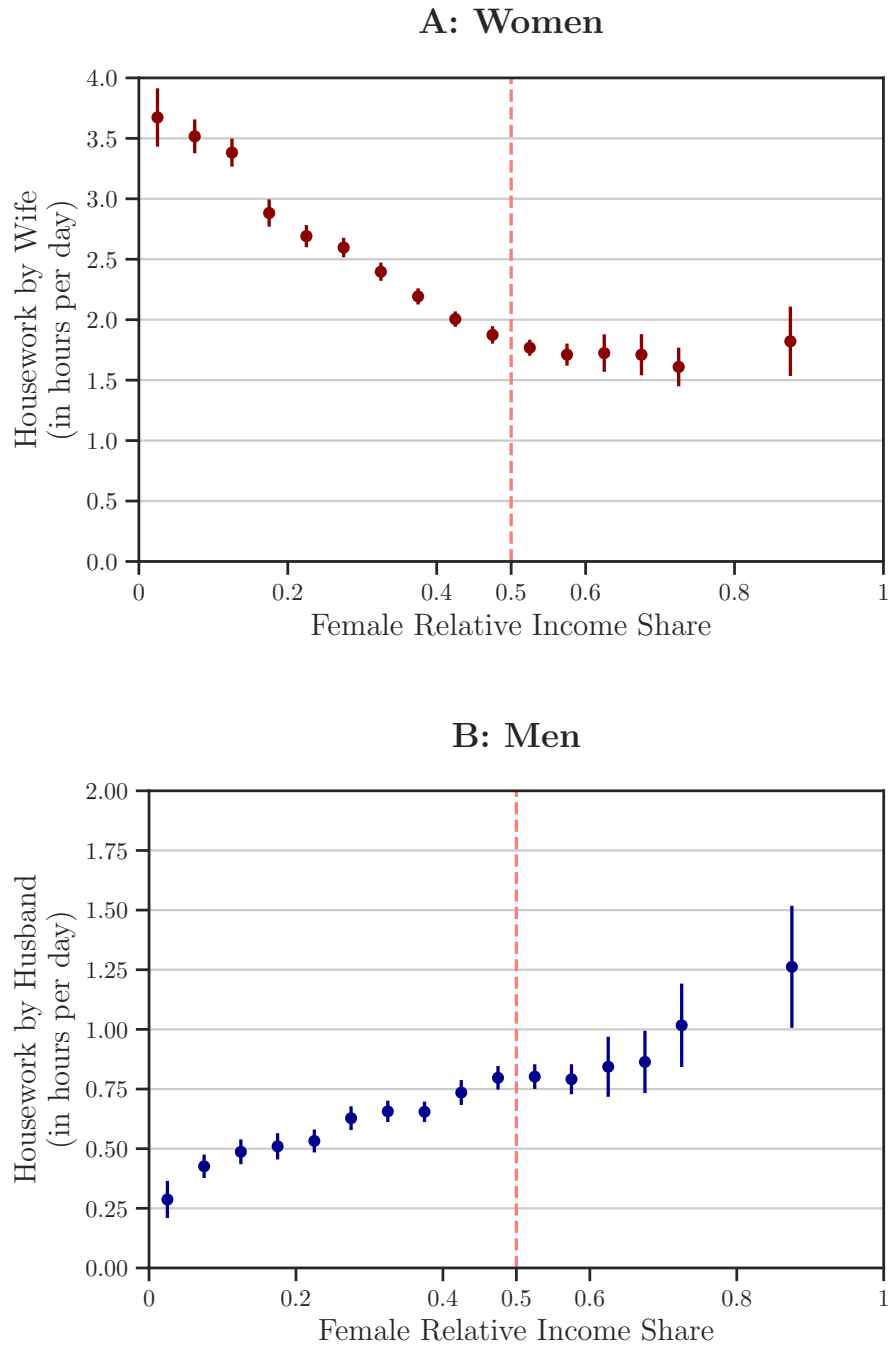 A: Women
4.0
3.5
3.0
2.5
2.0
1.5
1.0
0.5
0.0
Housework by Wife
(in hours per day)
0 0.2 0.4 0.5 0.6 0.8 1
Female Relative Income Share
B: Men
2.00
1.75
1.50
1.25
1.00
0.75
0.50
0.25
0.00
Housework by Husband
(in hours per day)
0 0.2 0.4 0.5 0.6 0.8 1
Female Relative Income Share